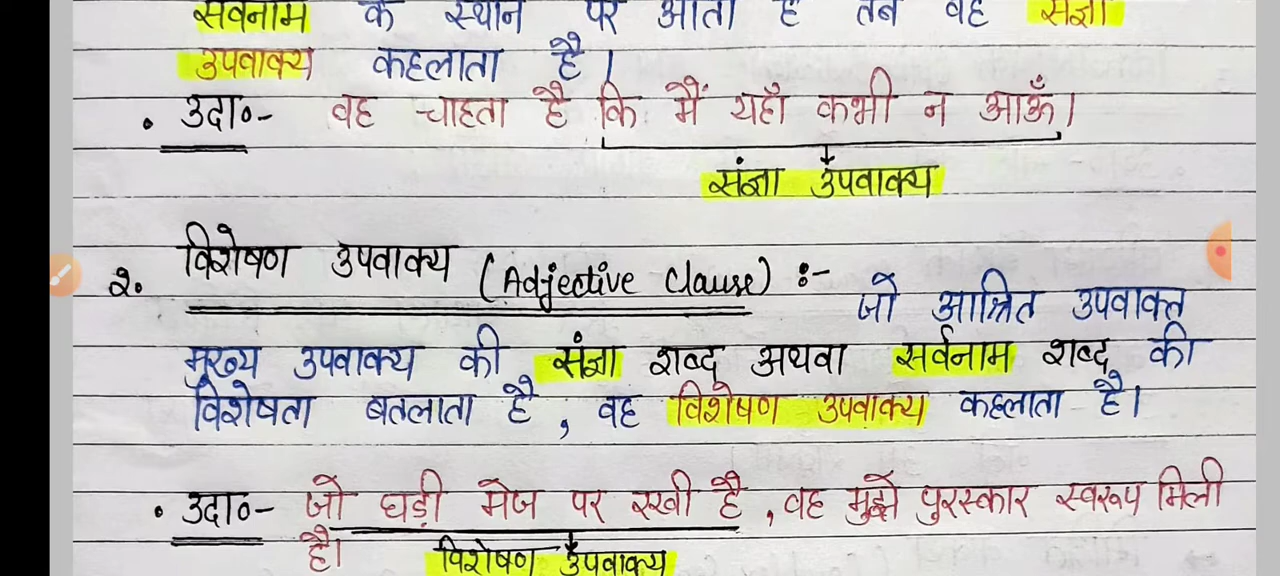 सर्वनाम के स्थान पर आता है तब वह संज्ञा
उपवाक्य कहलाता है।
• उदा०- वह चाहता है कि मैं यहाँ कभी न आऊँ।
संज्ञा उपवाक्य
२. विशेषण उपवाक्य (Adjective Clause) :-
जो आश्रित उपवाक्त
मुख्य उपवाक्य की संज्ञा शब्द अथवा सर्वनाम शब्द की
विशेषता बतलाता है, वह विशेषण उपवाक्य कहलाता है।
• उदा०- जो घड़ी मेज पर रखी है, वह मुझे पुरस्कार स्वरूप मिली
है।
विशेषण उपवाक्य